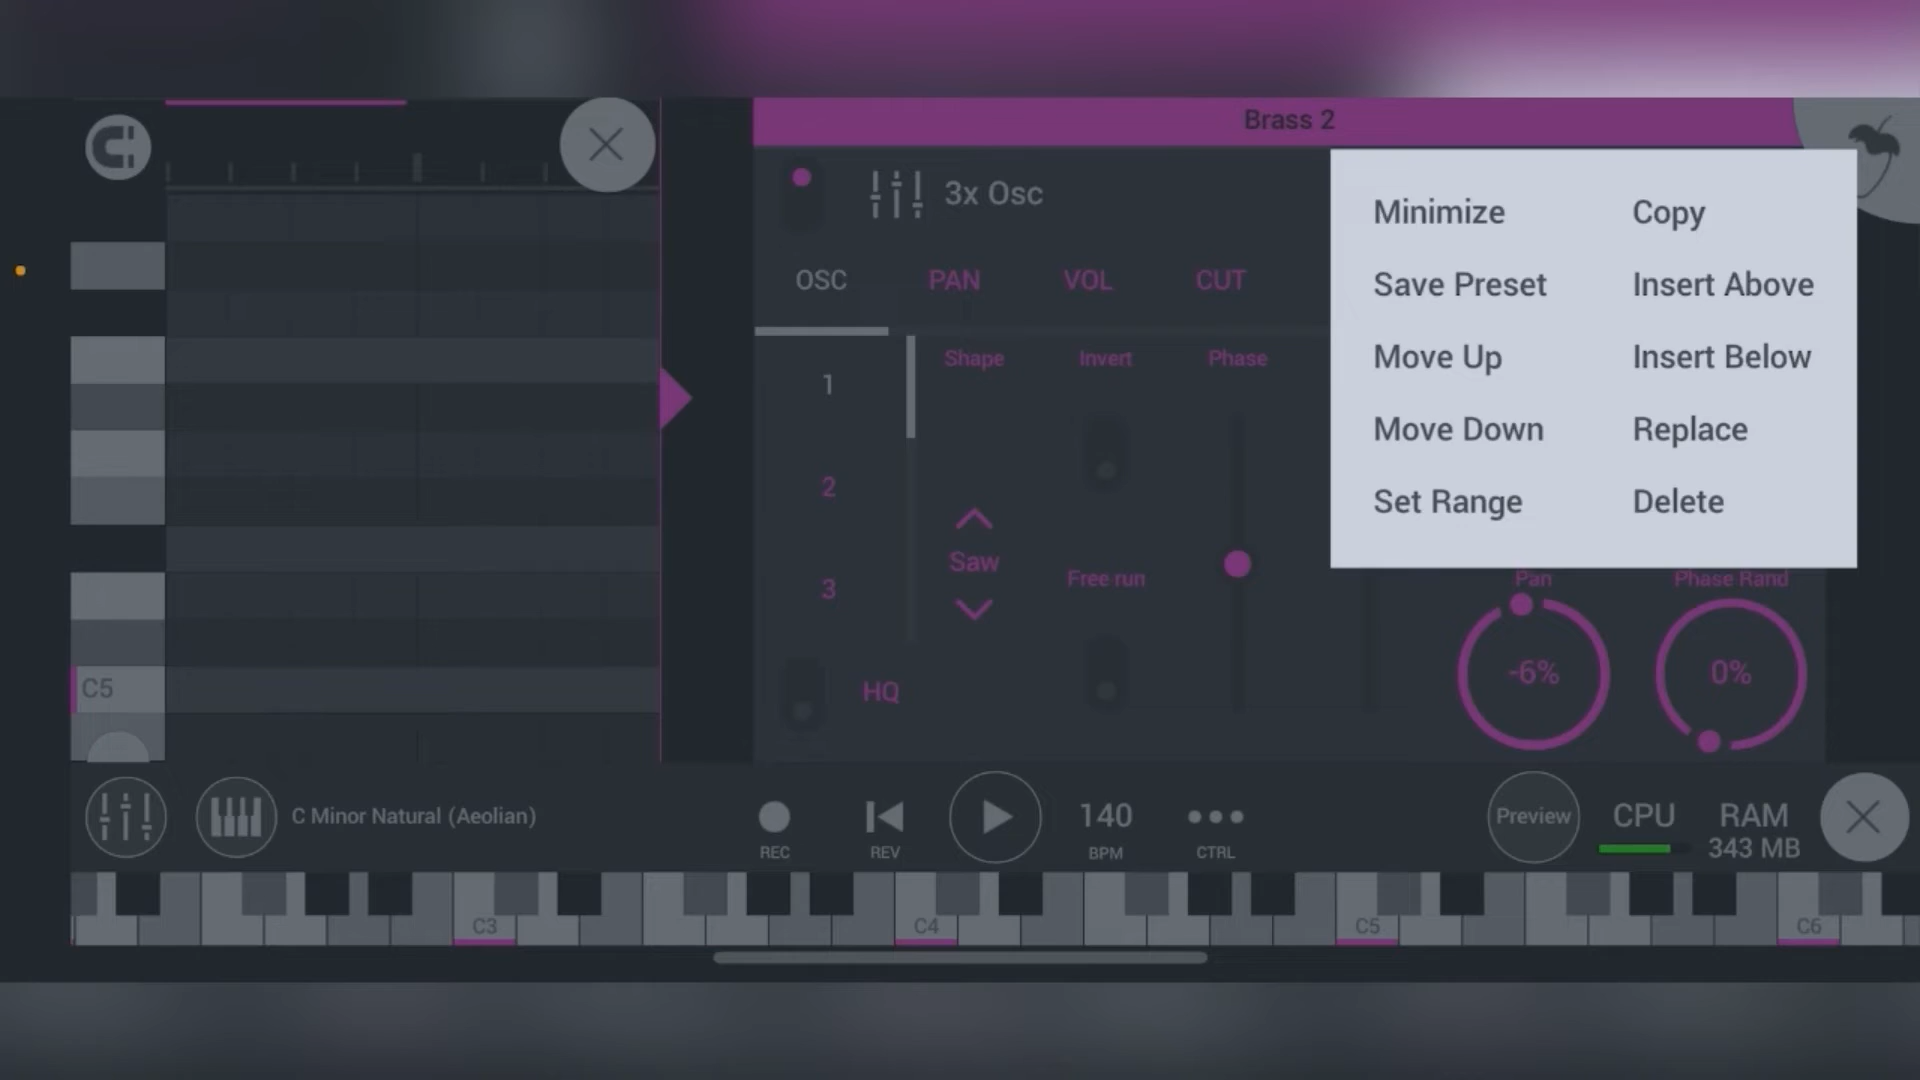 Brass 2
3x Osc
OSC PAN VOL CUT
Shape Invert Phase
1
2
3
Saw
Free run
HQ
Minimize Copy
Save Preset Insert Above
Move Up Insert Below
Move Down Replace
Set Range Delete
Pan Phase Rand
-6% 0%
C5
C Minor Natural (Aeolian)
REC REV 140 BPM CTRL
Preview CPU RAM
343 MB
C3 C4 C5 C6